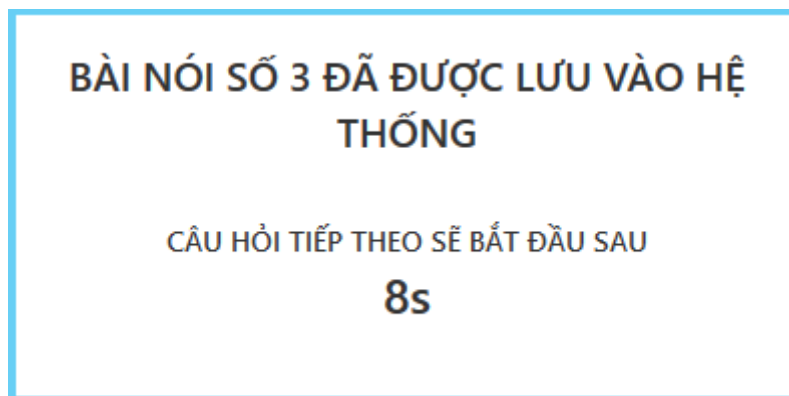 BÀI NÓI SỐ 3 ĐÃ ĐƯỢC LƯU VÀO HỆ
THỐNG
CÂU HỎI TIẾP THEO SẼ BẮT ĐẦU SAU
8s